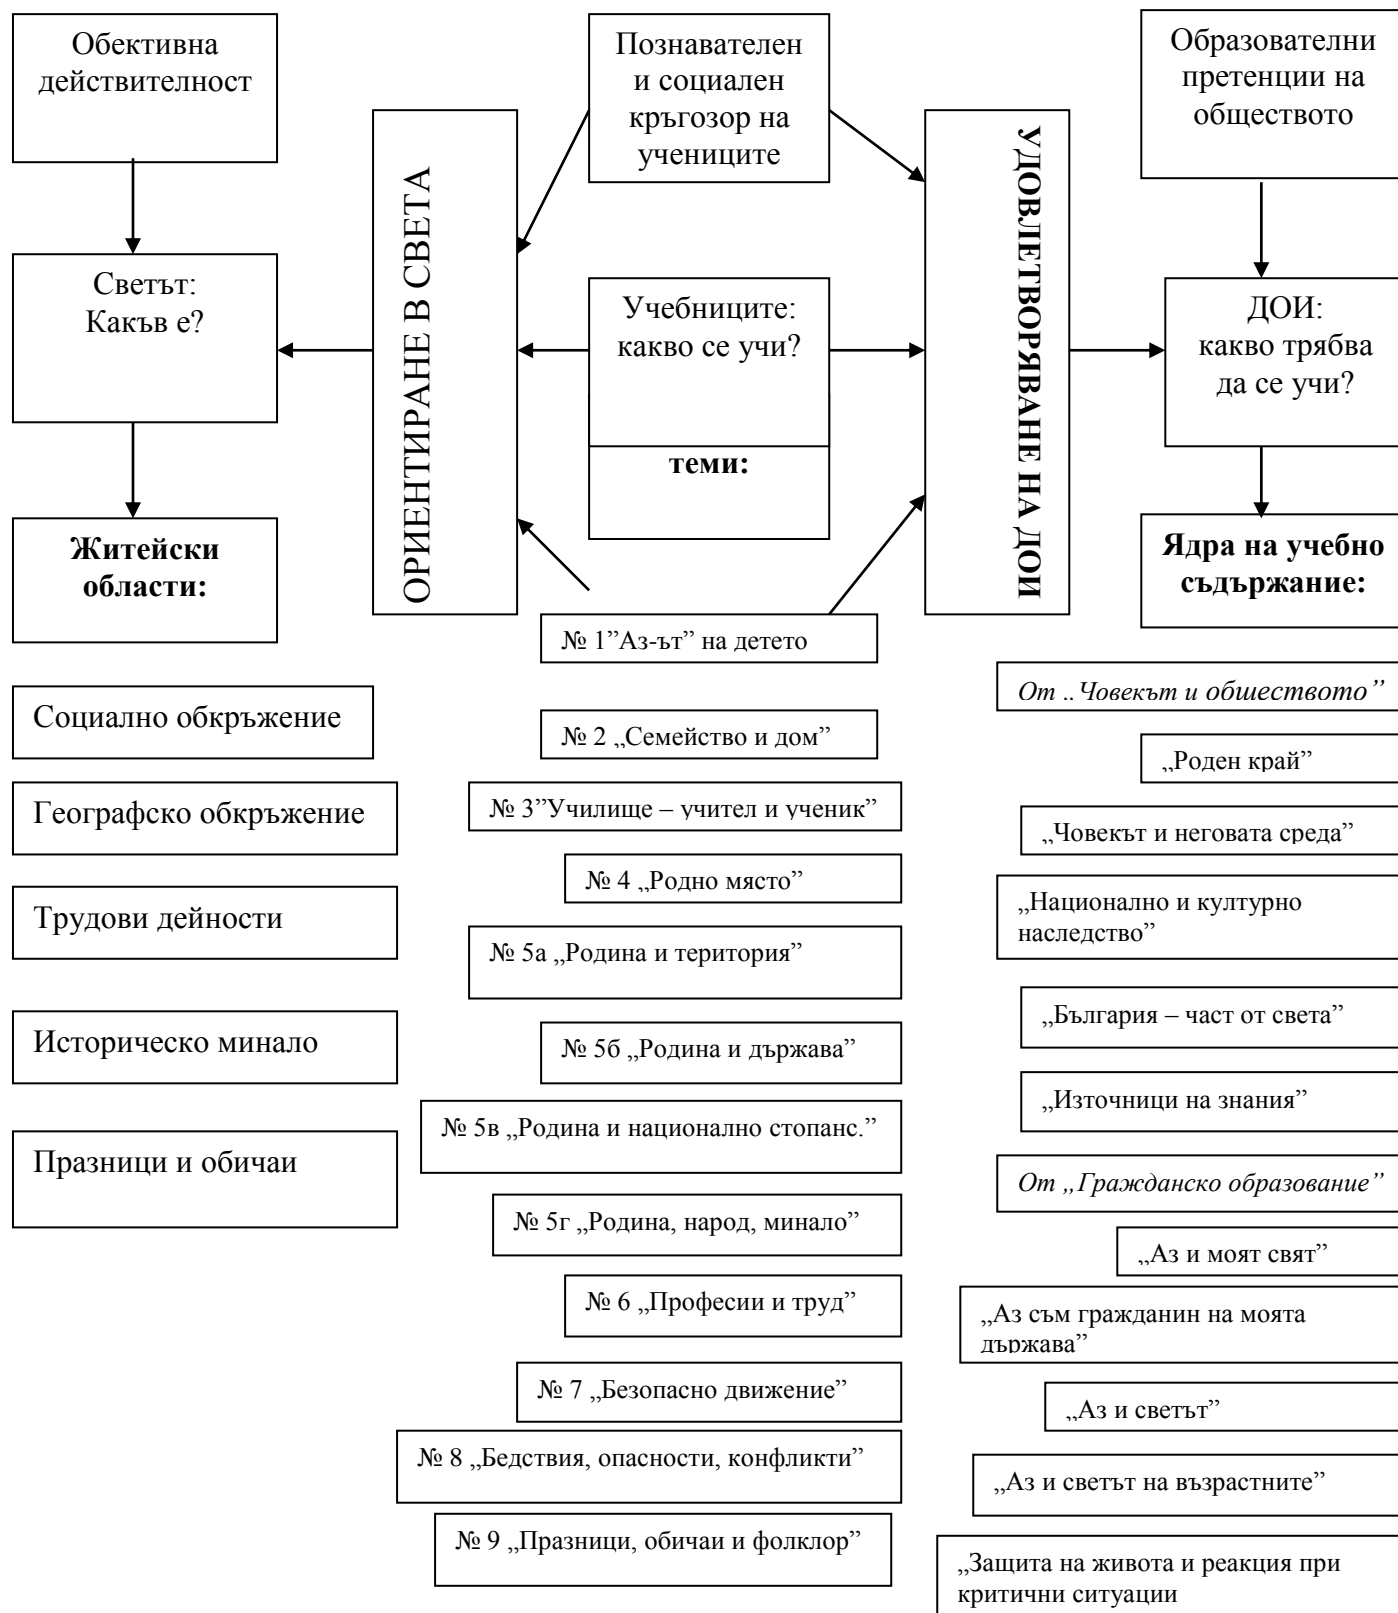 Обективна
действителност
Познавателен
и социален
кръгозор на
учениците
Образователни
претенции на
обществото
ОРИЕНТИРАНЕ В СВЕТА
УДОВЛЕТВОРЯВАНЕ НА ДОИ
Светът:
Какъв е?
Учебниците:
какво се учи?
ДОИ:
какво трябва
да се учи?
теми:
Житейски
области:
Ядра на учебно
съдържание:
Социално обкръжение
Географско обкръжение
Трудови дейности
Историческо минало
Празници и обичаи
№ 1”Аз-ът” на детето
№ 2 „Семейство и дом”
№ 3”Училище – учител и ученик”
№ 4 „Родно място”
№ 5а „Родина и територия”
№ 5б „Родина и държава”
№ 5в „Родина и национално стопанс.”
№ 5г „Родина, народ, минало”
№ 6 „Професии и труд”
№ 7 „Безопасно движение”
№ 8 „Бедствия, опасности, конфликти”
№ 9 „Празници, обичаи и фолклор”
От „Човекът и обществото”
„Роден край”
„Човекът и неговата среда”
„Национално и културно
наследство”
„България – част от света”
„Източници на знания”
От „Гражданско образование”
„Аз и моят свят”
„Аз съм гражданин на моята
държава”
„Аз и светът”
„Аз и светът на възрастните”
„Защита на живота и реакция при
критични ситуации